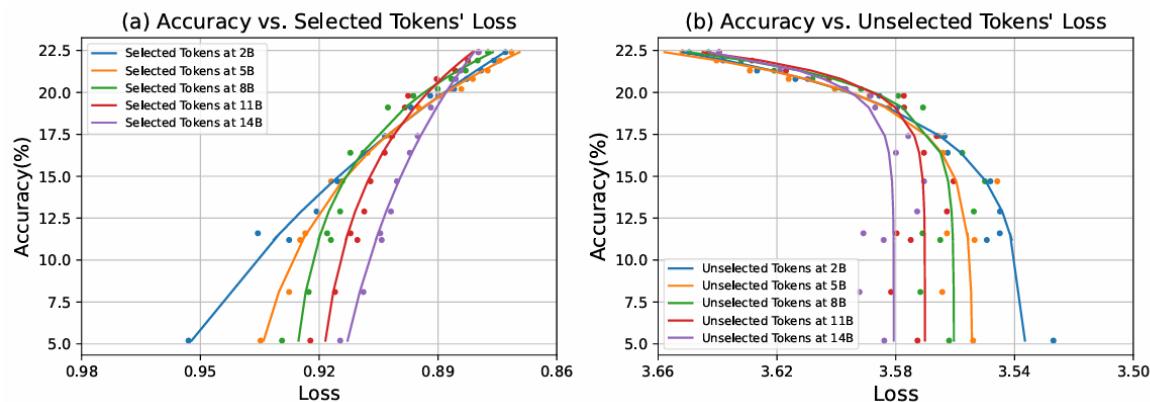 (a) Accuracy vs. Selected Tokens' Loss
22.5
20.0
17.5
15.0
12.5
10.0
7.5
5.0
Accuracy(%)
Selected Tokens at 2B
Selected Tokens at 5B
Selected Tokens at 8B
Selected Tokens at 11B
Selected Tokens at 14B
0.98
0.95
0.92
0.89
0.86
Loss
(b) Accuracy vs. Unselected Tokens' Loss
22.5
20.0
17.5
15.0
12.5
10.0
7.5
5.0
Accuracy(%)
Unselected Tokens at 2B
Unselected Tokens at 5B
Unselected Tokens at 8B
Unselected Tokens at 11B
Unselected Tokens at 14B
3.66
3.62
3.58
3.54
3.50
Loss